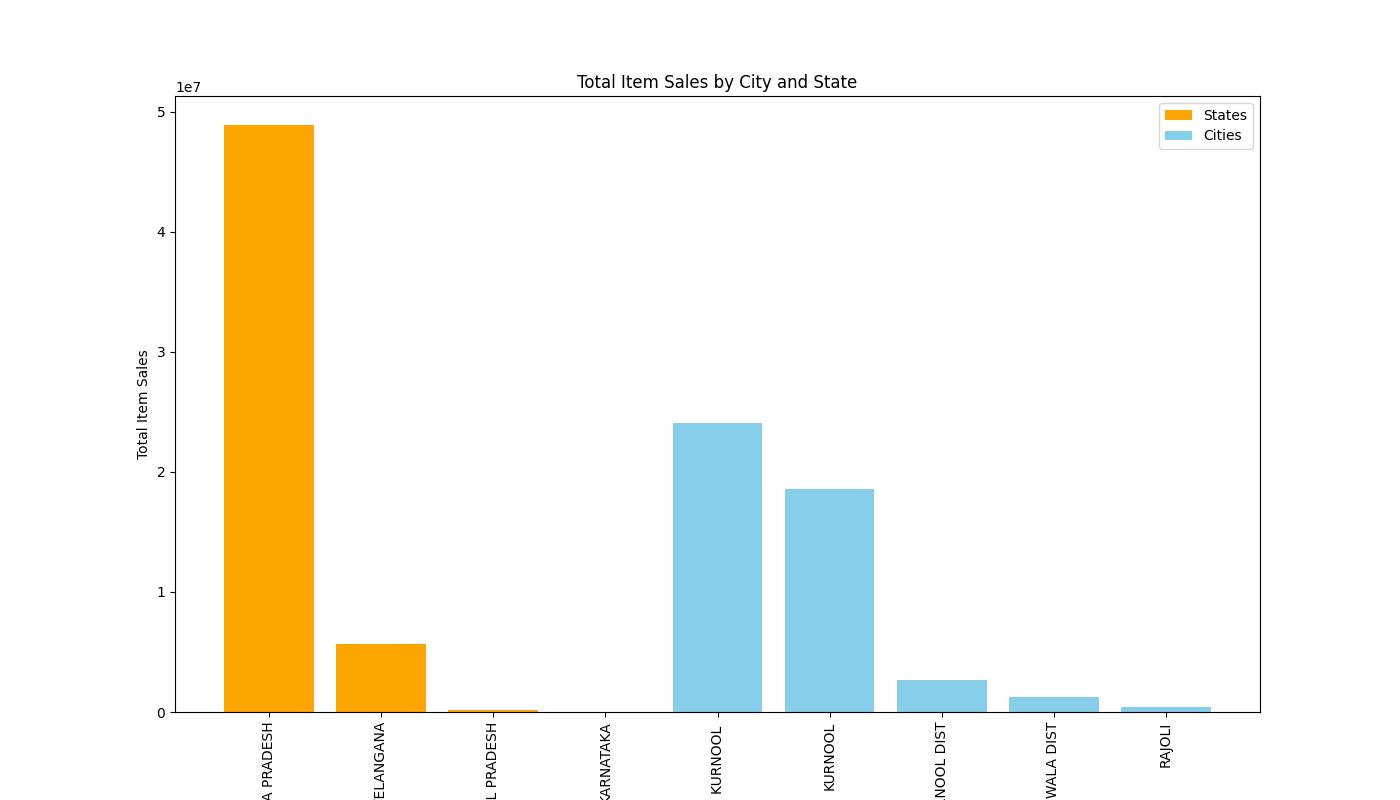 Total Item Sales by City and State
1e7
States
Cities
5
4
3
2
1
0
Total Item Sales
A PRADESH
TELANGANA
L PRADESH
KARNATAKA
KURNOOL
KURNOOL
NOOL DIST
WALA DIST
RAJOLI